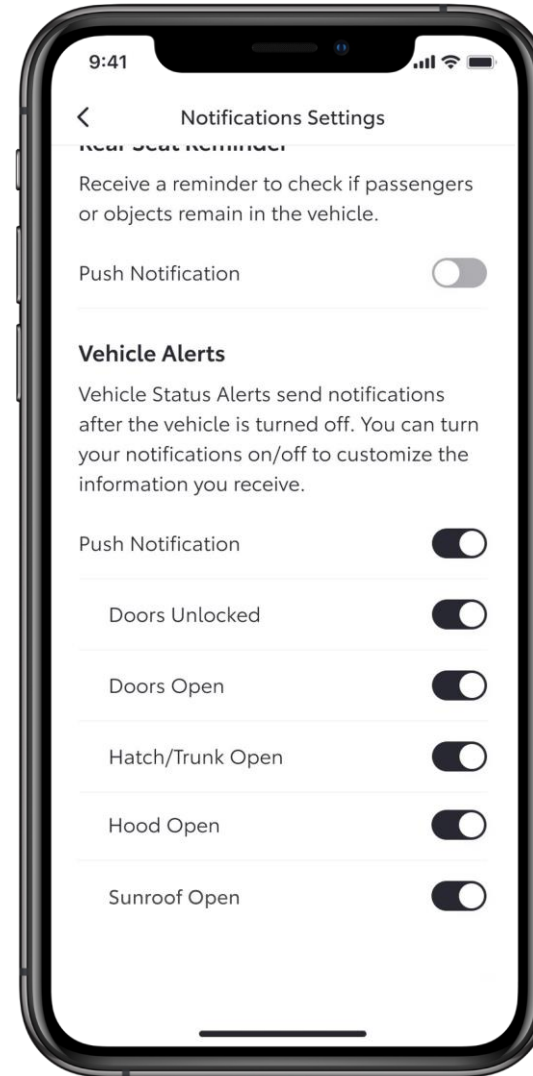 9:41
Notifications Settings
Rear Seat Reminder
Receive a reminder to check if passengers
or objects remain in the vehicle.
Push Notification
Vehicle Alerts
Vehicle Status Alerts send notifications
after the vehicle is turned off. You can turn
your notifications on/off to customize the
information you receive.
Push Notification
Doors Unlocked
Doors Open
Hatch/Trunk Open
Hood Open
Sunroof Open